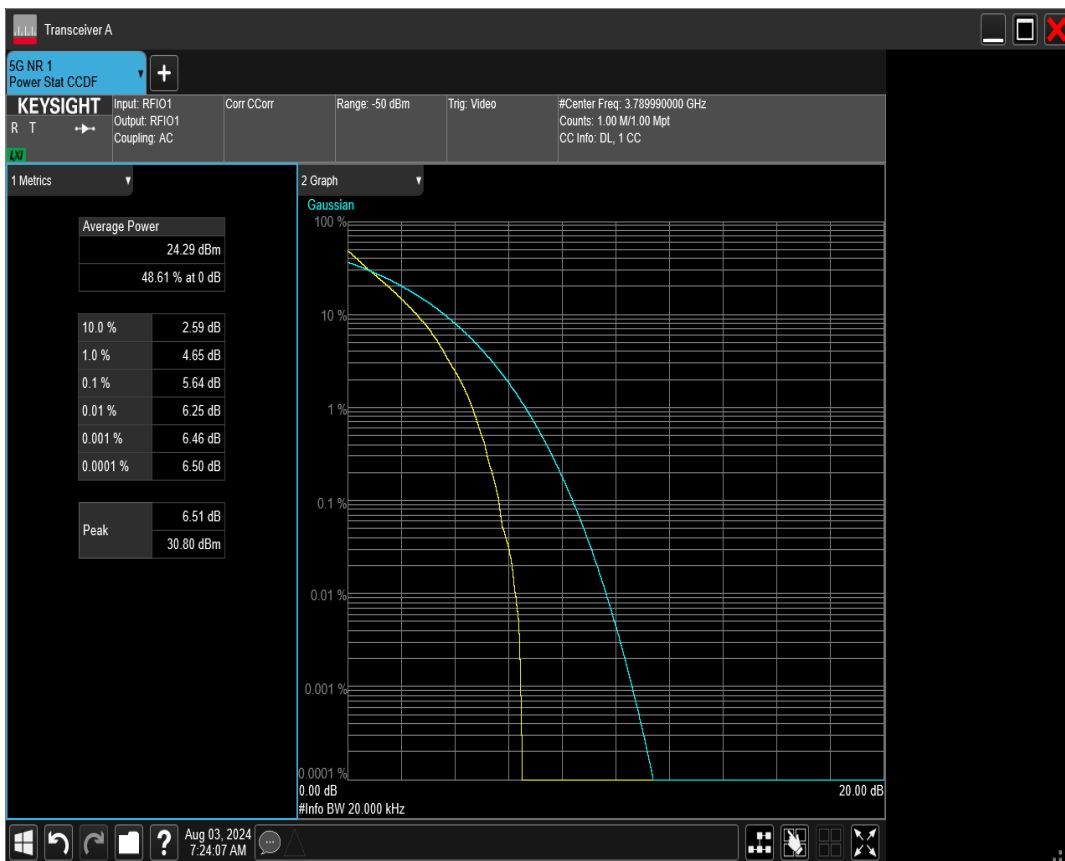 Transceiver A
5G NR 1
Power Stat CCDF
+
KEYSIGHT
R T
LXI
Input: RFIO1
Output: RFIO1
Coupling: AC
Corr CCorr
Range: -50 dBm
Trig: Video
#Center Freq: 3.789990000 GHz
Counts: 1.00 M/1.00 Mpt
CC Info: DL, 1 CC
1 Metrics
Average Power
24.29 dBm
48.61 % at 0 dB
10.0 % 2.59 dB
1.0 % 4.65 dB
0.1 % 5.64 dB
0.01 % 6.25 dB
0.001 % 6.46 dB
0.0001 % 6.50 dB
Peak
6.51 dB
30.80 dBm
2 Graph
Gaussian
100 %
10 %
1 %
0.1 %
0.01 %
0.001 %
0.0001 %
0.00 dB 20.00 dB
#Info BW 20.000 kHz
?
Aug 03, 2024
7:24:07 AM